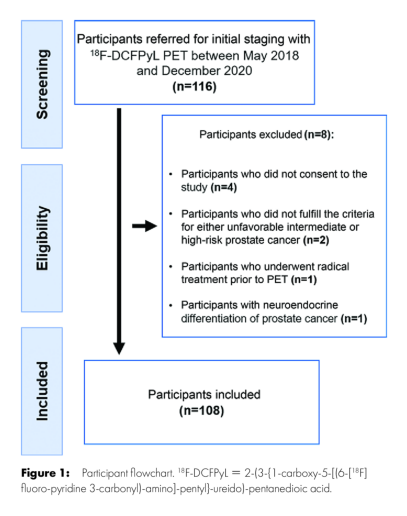 Screening
Participants referred for initial staging with
¹⁸F-DCFPyL PET between May 2018
and December 2020
(n=116)
Eligibility
Participants excluded (n=8):
• Participants who did not consent to the
study (n=4)
• Participants who did not fulfill the criteria
for either unfavorable intermediate or
high-risk prostate cancer (n=2)
• Participants who underwent radical
treatment prior to PET (n=1)
• Participants with neuroendocrine
differentiation of prostate cancer (n=1)
Included
Participants included
(n=108)
Figure 1: Participant flowchart. ¹⁸F-DCFPyL = 2-(3-{1-carboxy-5-[(6-[¹⁸F]
fluoro-pyridine 3-carbonyl)-amino]-pentyl}-ureido)-pentanedioic acid.